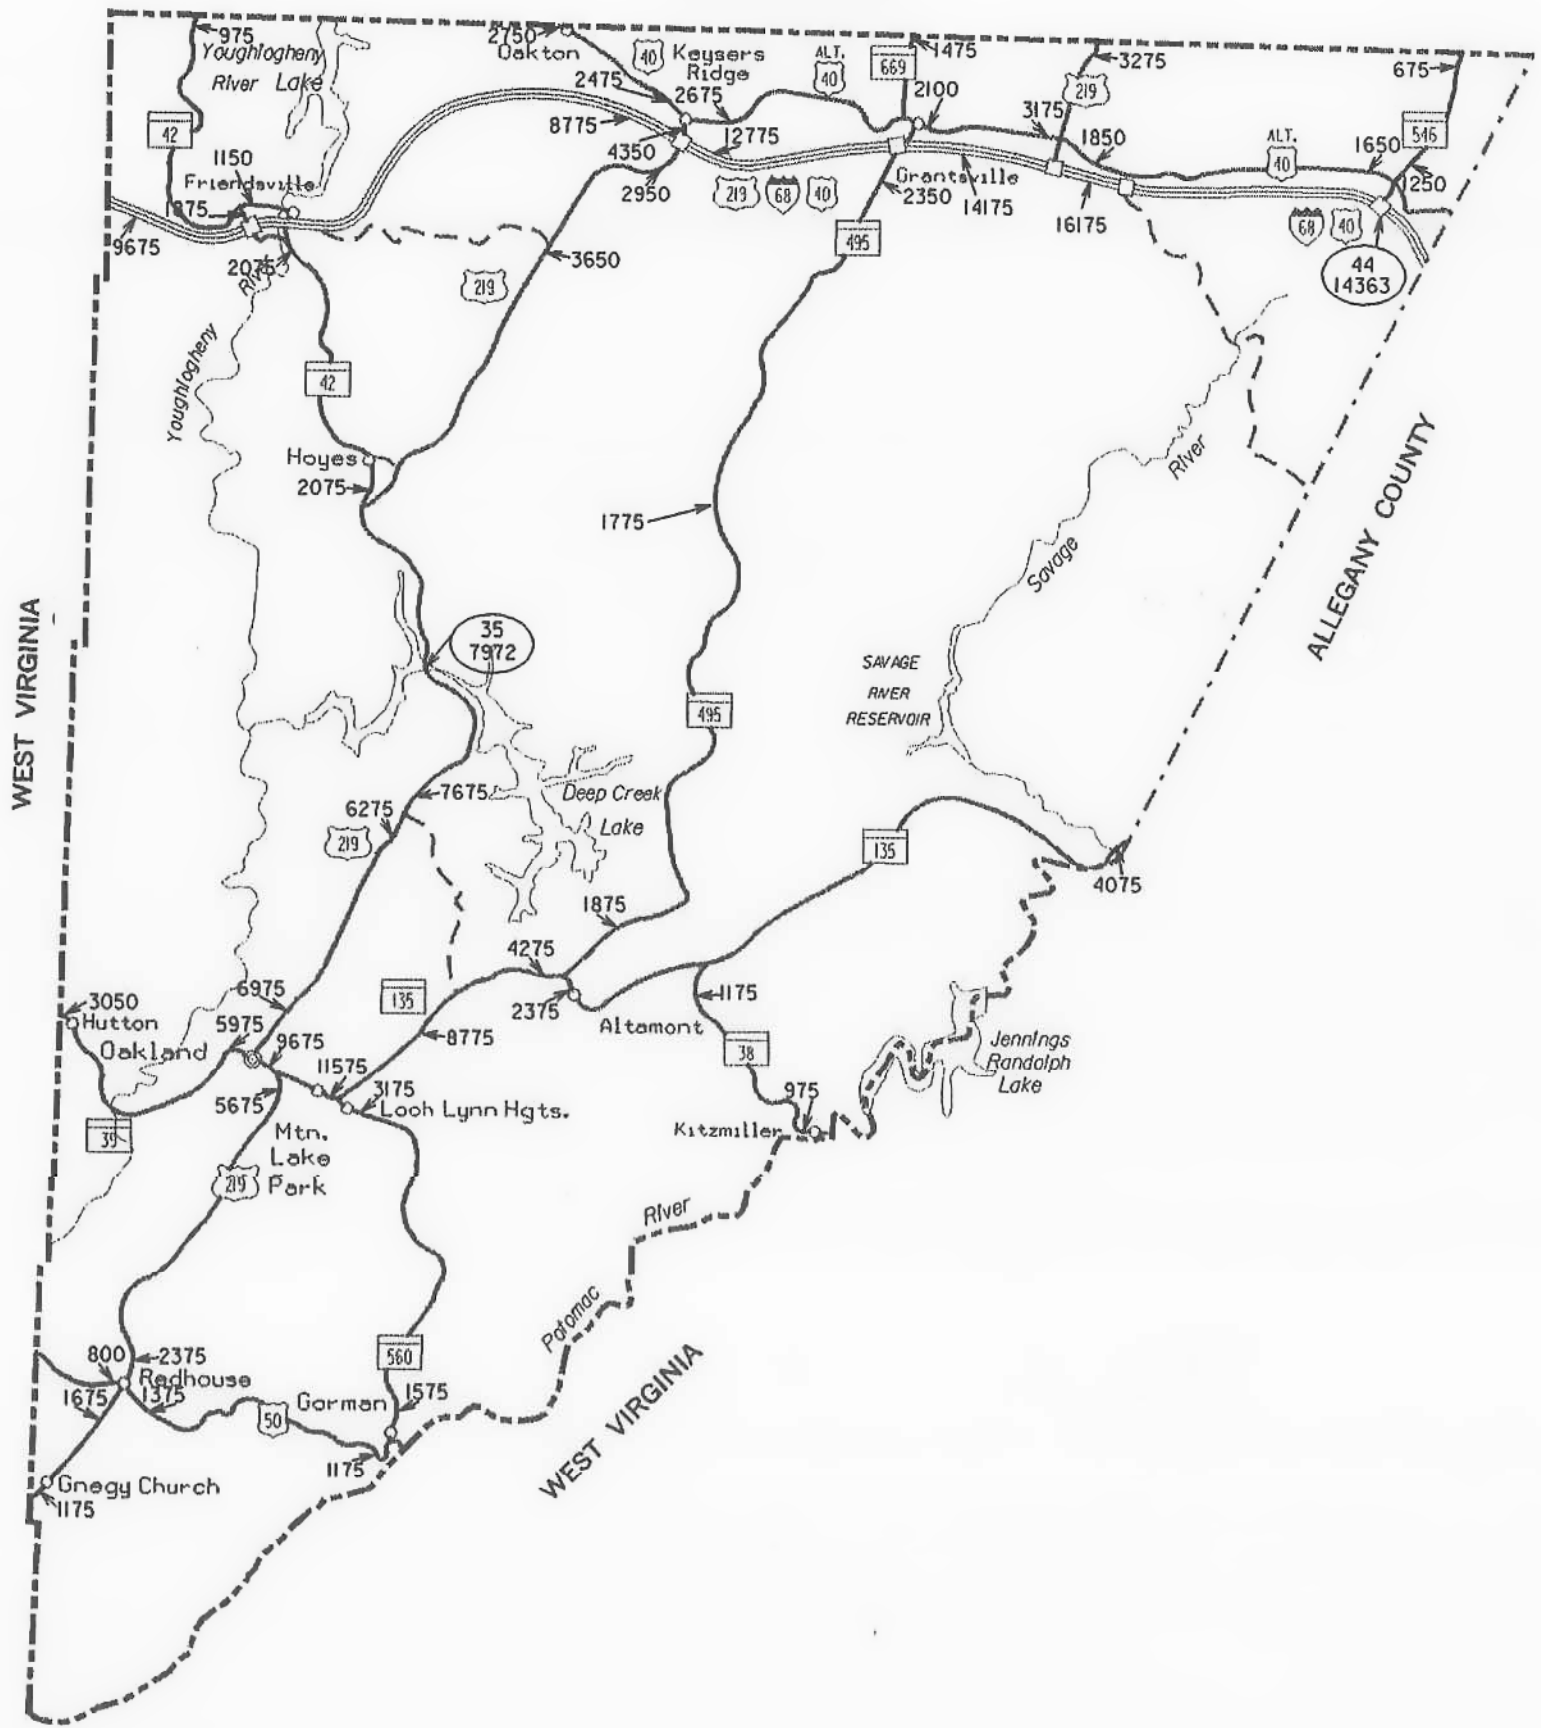 975
Youghiogheny
River Lake
2750
Oakton
40
Keysers
Ridge
ALT.
40
669
1475
3275
219
675
2475
2675
2100
3175
42
8775
4350
12775
1850
ALT.
40
1650
546
1150
Friendsville
1875
2950
219
68
40
Grantsville
2350
14175
16175
1250
68
40
9675
2075
River
219
3650
495
44
14363
Youghiogheny
42
Hoyes
2075
1775
River
Savage
ALLEGANY COUNTY
WEST VIRGINIA
35
7972
SAVAGE
RIVER
RESERVOIR
495
7675
6275
219
Deep Creek
Lake
135
4075
1875
4275
135
2375
Altamont
1175
6975
3050
Hutton
5975
Oakland
9675
8775
11575
3175
Loch Lynn Hgts.
5675
38
Jennings
Randolph
Lake
975
Kitzmiller
39
Mtn.
Lake
Park
219
River
Potomac
800
2375
Redhouse
1675
1375
560
Gorman
1575
50
1175
WEST VIRGINIA
Gnegy Church
1175